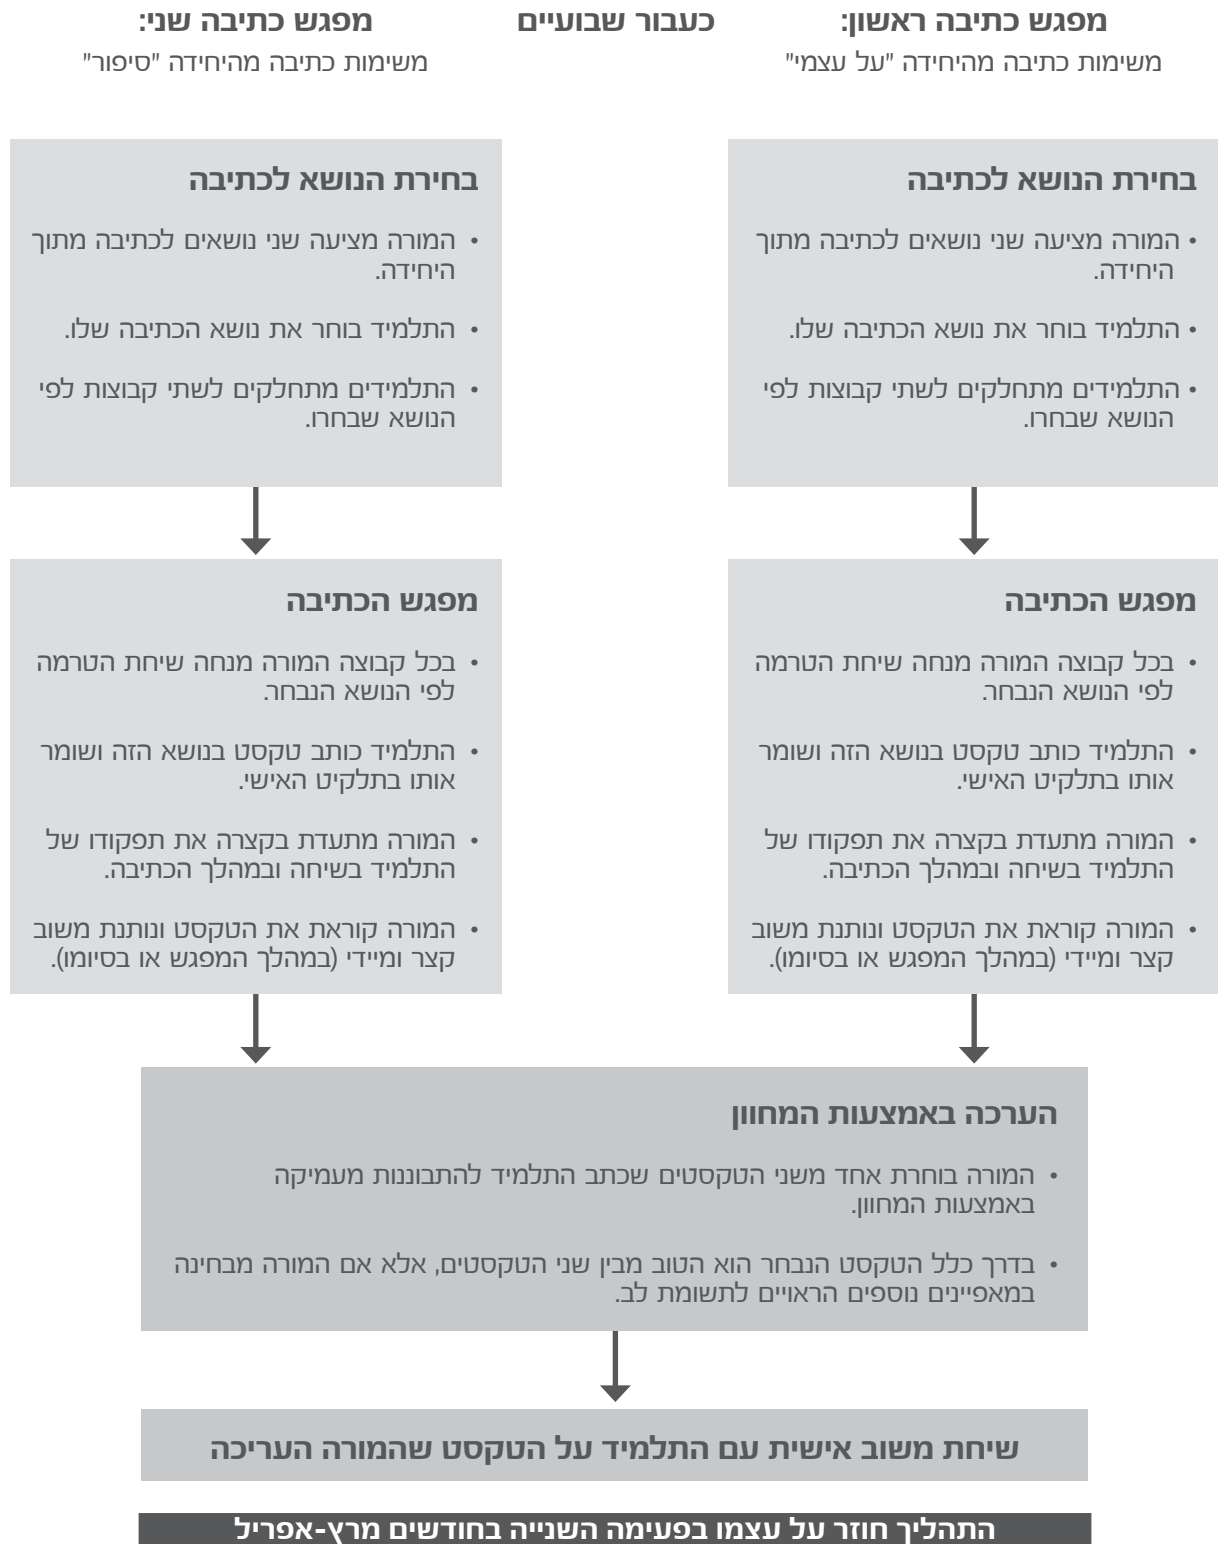 מפגש כתיבה ראשון:
משימות כתיבה מהיחידה "על עצמי"
כעבור שבועיים
מפגש כתיבה שני:
משימות כתיבה מהיחידה "סיפור"
בחירת הנושא לכתיבה
• המורה מציעה שני נושאים לכתיבה מתוך
היחידה.
• התלמיד בוחר את נושא הכתיבה שלו.
• התלמידים מתחלקים לשתי קבוצות לפי
הנושא שבחרו.
מפגש הכתיבה
• בכל קבוצה המורה מנחה שיחת הטרמה
לפי הנושא הנבחר.
• התלמיד כותב טקסט בנושא הזה ושומר
אותו בתלקיט האישי.
• המורה מתעדת בקצרה את תפקודו של
התלמיד בשיחה ובמהלך הכתיבה.
• המורה קוראת את הטקסט ונותנת משוב
קצר ומיידי (במהלך המפגש או בסיומו).
בחירת הנושא לכתיבה
• המורה מציעה שני נושאים לכתיבה מתוך
היחידה.
• התלמיד בוחר את נושא הכתיבה שלו.
• התלמידים מתחלקים לשתי קבוצות לפי
הנושא שבחרו.
מפגש הכתיבה
• בכל קבוצה המורה מנחה שיחת הטרמה
לפי הנושא הנבחר.
• התלמיד כותב טקסט בנושא הזה ושומר
אותו בתלקיט האישי.
• המורה מתעדת בקצרה את תפקודו של
התלמיד בשיחה ובמהלך הכתיבה.
• המורה קוראת את הטקסט ונותנת משוב
קצר ומיידי (במהלך המפגש או בסיומו).
הערכה באמצעות המחוון
• המורה בוחרת אחד משני הטקסטים שכתב התלמיד להתבוננות מעמיקה
באמצעות המחוון.
• בדרך כלל הטקסט הנבחר הוא הטוב מבין שני הטקסטים, אלא אם המורה מבחינה
במאפיינים נוספים הראויים לתשומת לב.
שיחת משוב אישית עם התלמיד על הטקסט שהמורה העריכה
התהליך חוזר על עצמו בפעימה השנייה בחודשים מרץ-אפריל